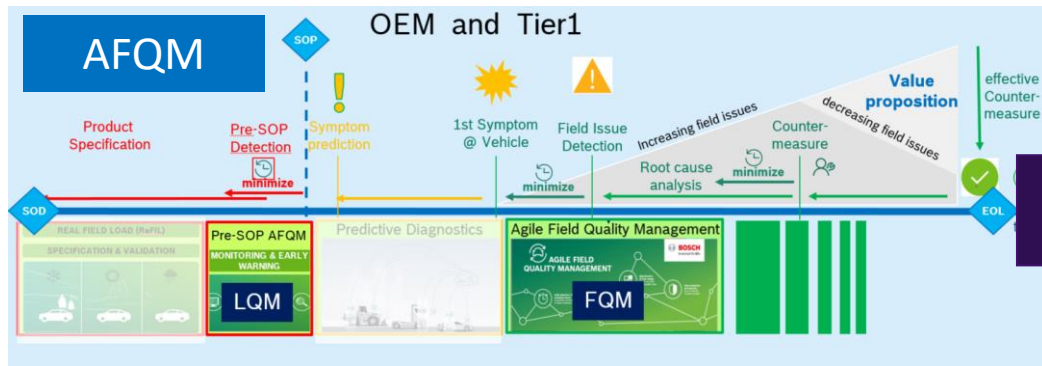 AFQM
SOP
OEM and Tier1
Product
Specification
Pre-SOP
Detection
minimize
Symptom
prediction
1st Symptom
@ Vehicle
Field Issue
Detection
minimize
Increasing field issues
Root cause
analysis
minimize
Counter-
measure
Value
proposition
decreasing field issues
effective
Counter-
measure
SOD
EOL
REAL FIELD LOAD (ReFIL)
SPECIFICATION & VALIDATION
Pre-SOP AFQM
MONITORING & EARLY
WARNING
LQM
Predictive Diagnostics
Agile Field Quality Management
AGILE FIELD
QUALITY MANAGEMENT
BOSCH
FQM